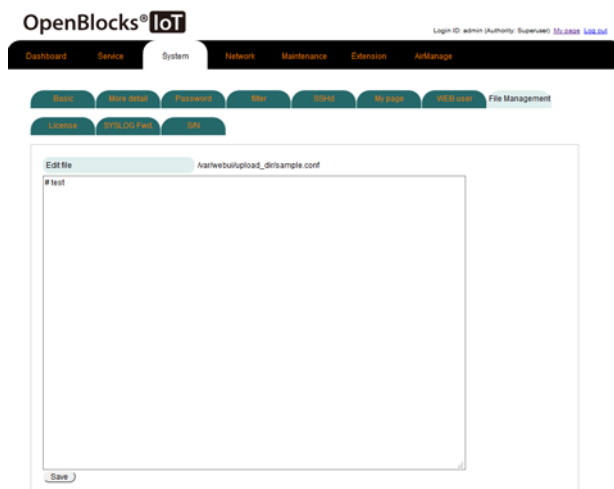 OpenBlocks® IoT
Login ID: admin (Authority: Superuser) My page Log out
Dashboard Service System Network Maintenance Extension AirManage
Basic More detail Password filter SSHd My page WEB user File Management
License SYSLOG Fwd. S/N
Edit file /var/webui/upload_dir/sample.conf
# test
Save